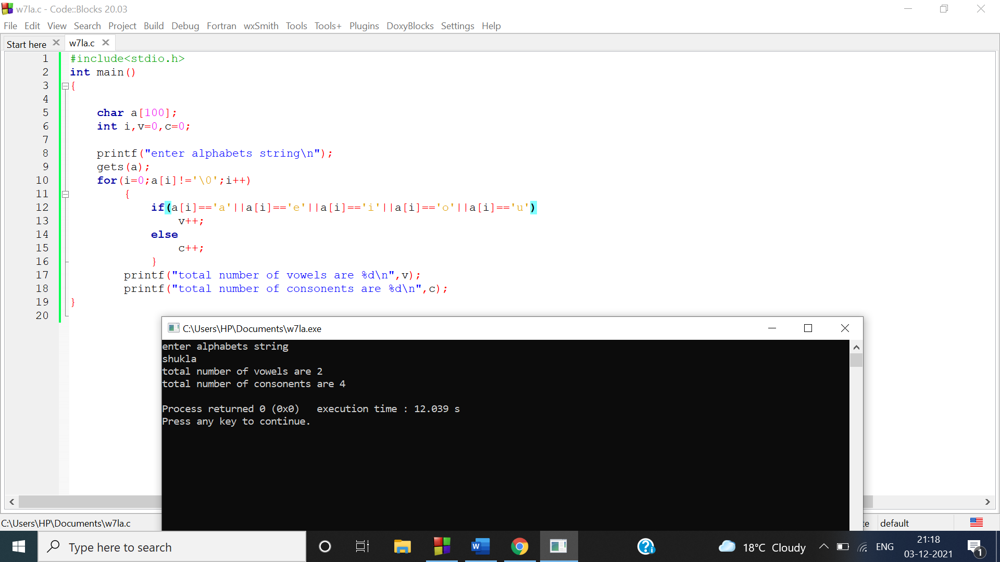 w7la.c - Code::Blocks 20.03
File Edit View Search Project Build Debug Fortran wxSmith Tools Tools+ Plugins DoxyBlocks Settings Help
Start here w7la.c
1 #include<stdio.h>
2 int main()
3 {
4
5 char a[100];
6 int i,v=0,c=0;
7
8 printf("enter alphabets string\n");
9 gets(a);
10 for(i=0;a[i]!='\0';i++)
11 {
12 if(a[i]=='a'||a[i]=='e'||a[i]=='i'||a[i]=='o'||a[i]=='u')
13 v++;
14 else
15 c++;
16 }
17 printf("total number of vowels are %d\n",v);
18 printf("total number of consonents are %d\n",c);
19 }
20
C:\Users\HP\Documents\w7la.exe
enter alphabets string
shukla
total number of vowels are 2
total number of consonents are 4
Process returned 0 (0x0) execution time : 12.039 s
Press any key to continue.
C:\Users\HP\Documents\w7la.c default
Type here to search
18°C Cloudy ENG
21:18
03-12-2021
1